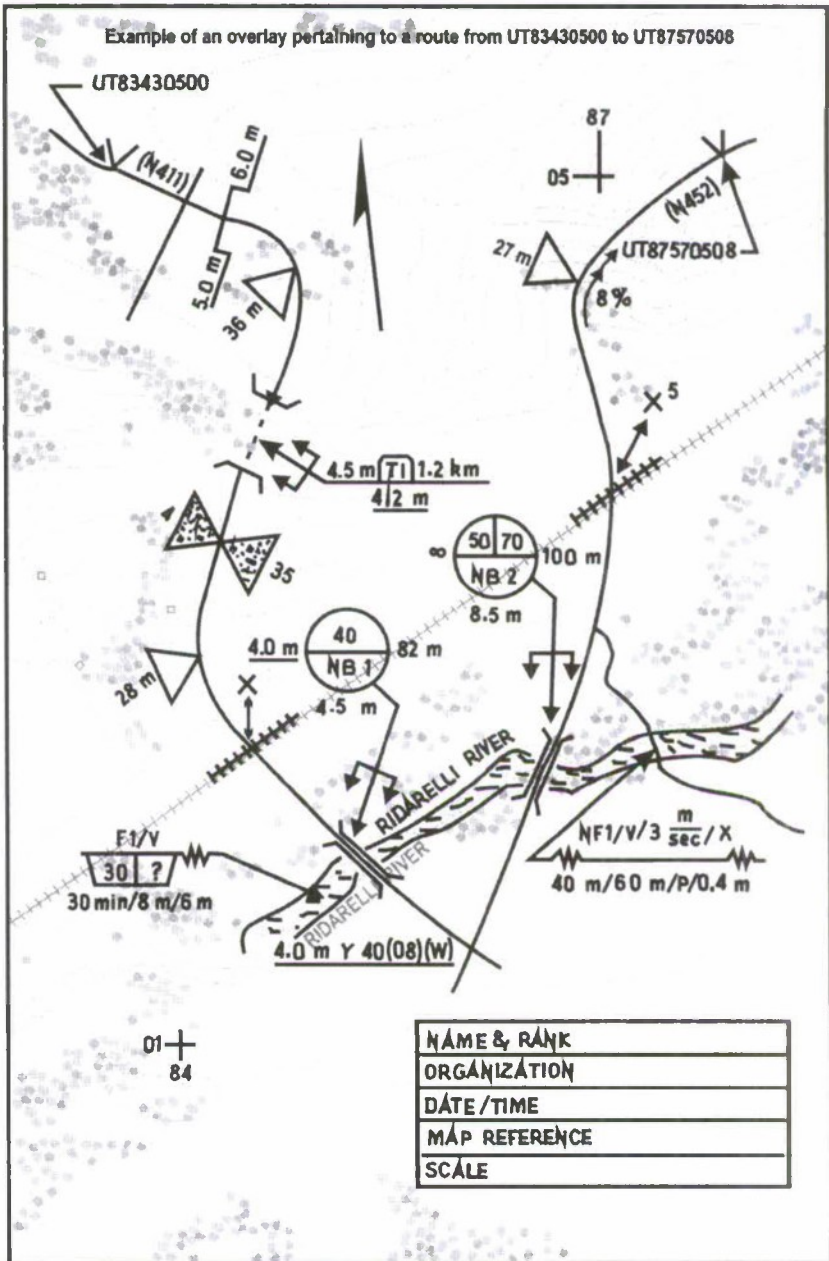 Example of an overlay pertaining to a route from UT83430500 to UT87570508
UT83430500
(N411)
6.0 m
5.0 m
36 m
87
05
(N452)
UT87570508
27 m
8%
X 5
4.5 m T1 1.2 km
4.2 m
4
35
50 70
8
NB 2
100 m
8.5 m
40
4.0 m
NB 1
82 m
4.5 m
28 m
X
RIDARELLI RIVER
RIDARELLI RIVER
F1/V
30 ?
30 min/8 m/6 m
NF1/V/3 m/sec/X
40 m/60 m/P/0.4 m
4.0 m Y 40(08)(W)
01
84
NAME & RANK
ORGANIZATION
DATE/TIME
MAP REFERENCE
SCALE